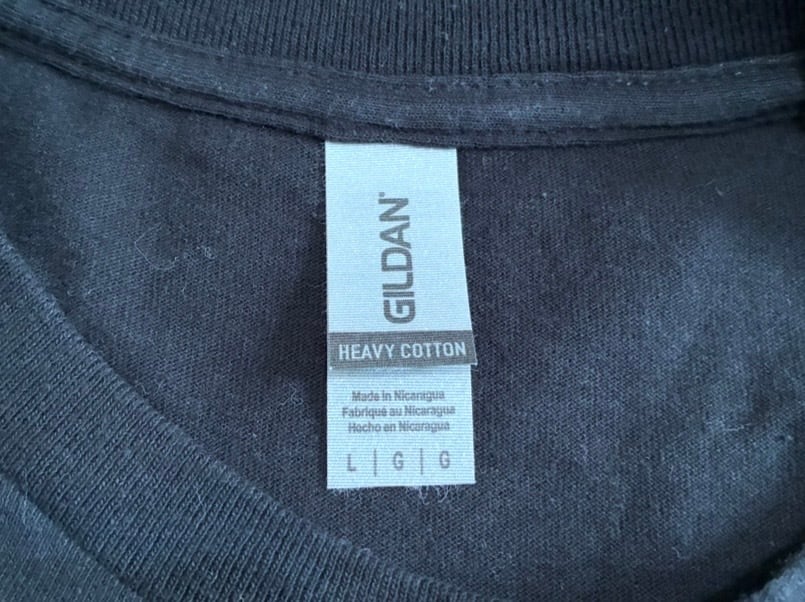 GILDAN®
HEAVY COTTON
Made in Nicaragua
Fabriqué au Nicaragua
Hecho en Nicaragua
L | G | G